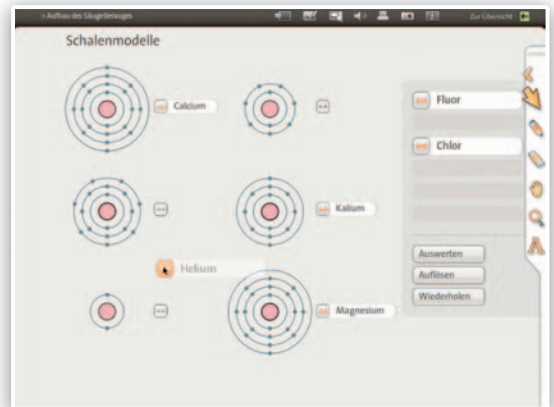 > Aufbau des Säugetierauges
Zur Übersicht
Schalenmodelle
Calcium
Fluor
Chlor
Kalium
Helium
Magnesium
Auswerten
Auflösen
Wiederholen